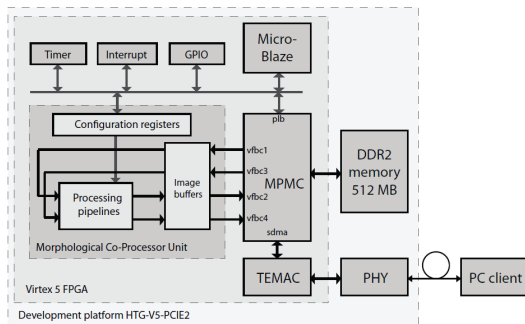 Micro-
Blaze
Timer
Interrupt
GPIO
plb
Configuration registers
vfbc1
vfbc3
MPMC
vfbc2
vfbc4
sdma
Image
buffers
Processing
pipelines
Morphological Co-Processor Unit
DDR2
memory
512 MB
TEMAC
PHY
PC client
Virtex 5 FPGA
Development platform HTG-V5-PCIE2